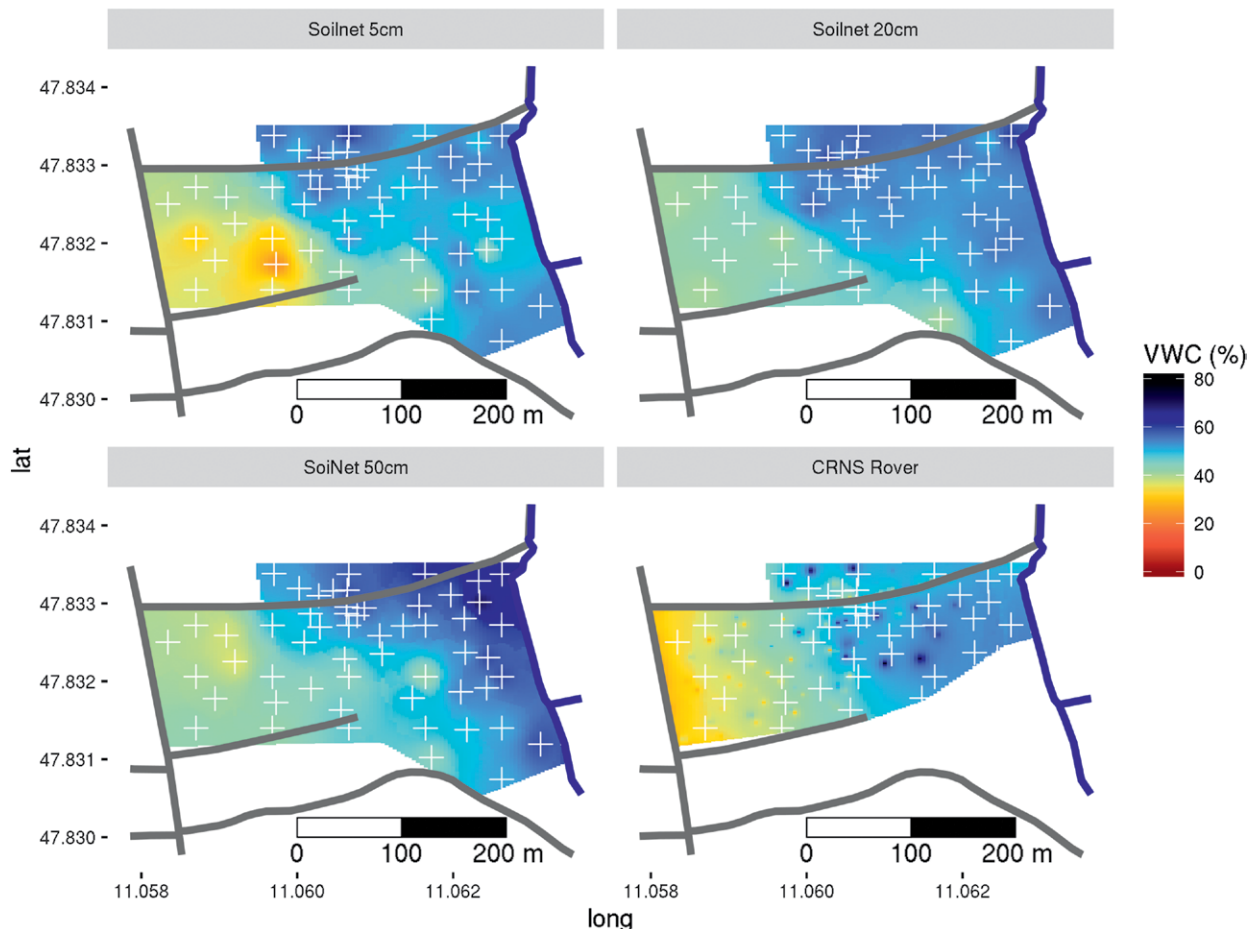 Soilnet 5cm
Soilnet 20cm
47.834
47.833
47.832
47.831
47.830
0 100 200 m
0 100 200 m
VWC (%)
80
60
40
20
0
lat
SoiNet 50cm
CRNS Rover
47.834
47.833
47.832
47.831
47.830
0 100 200 m
0 100 200 m
11.058 11.060 11.062
11.058 11.060 11.062
long